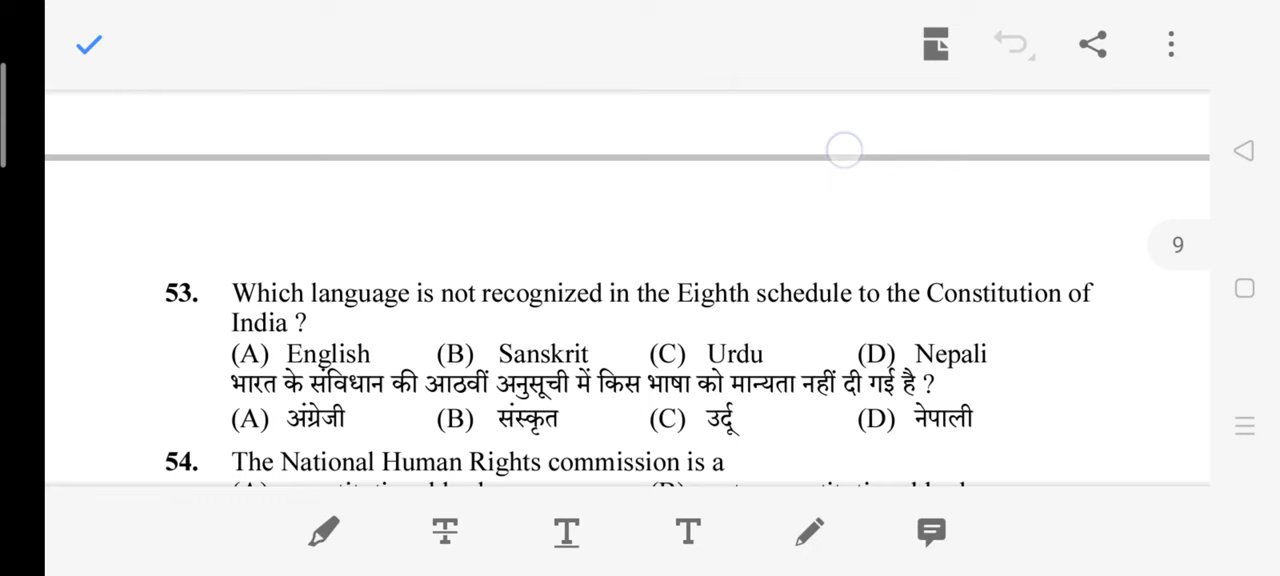 9
53. Which language is not recognized in the Eighth schedule to the Constitution of
India ?
(A) English (B) Sanskrit (C) Urdu (D) Nepali
भारत के संविधान की आठवीं अनुसूची में किस भाषा को मान्यता नहीं दी गई है ?
(A) अंग्रेजी (B) संस्कृत (C) उर्दू (D) नेपाली
54. The National Human Rights commission is a